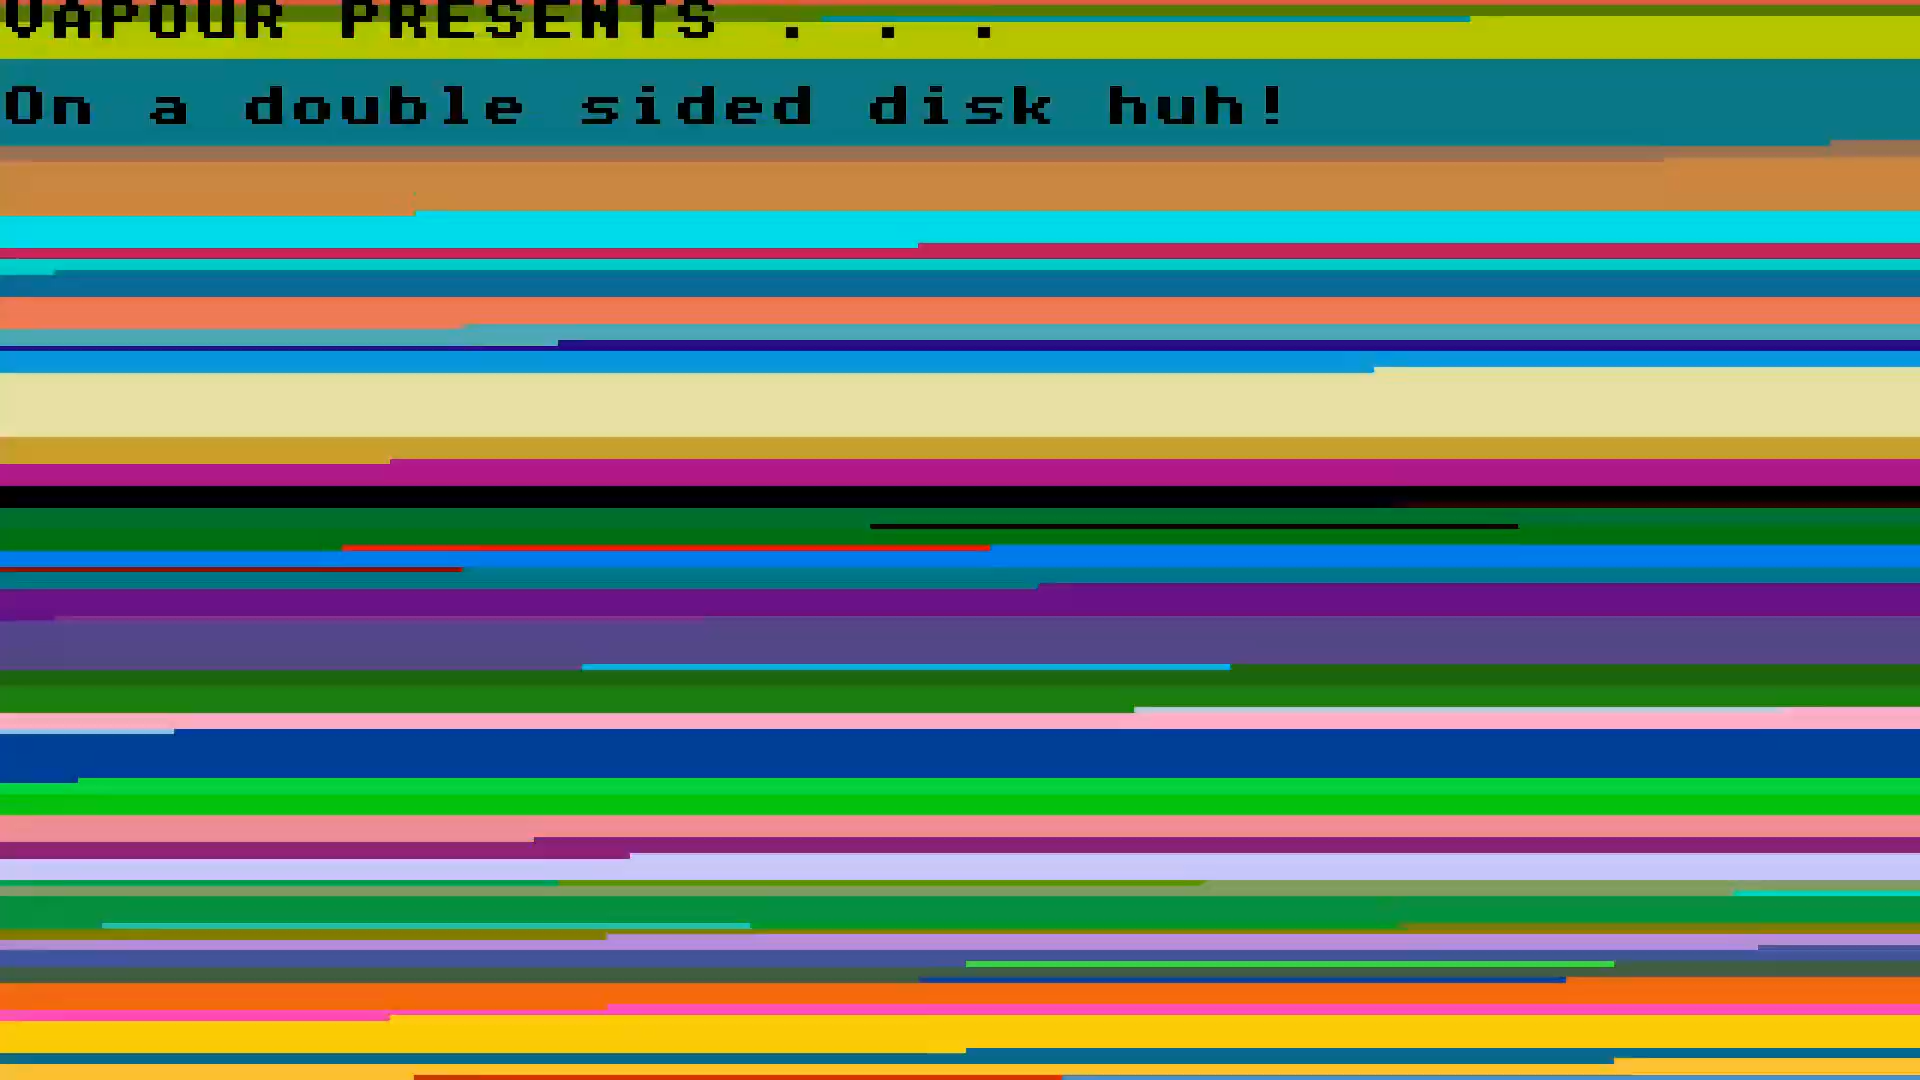 VAPOUR PRESENTS . . .
On a double sided disk huh!